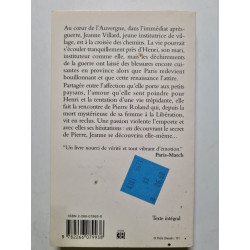 Au cœur de l'Auvergne, dans l'immédiat après-
guerre, Jeanne Villard, jeune institutrice de vil-
lage, est à la croisée des chemins. La vie pourrait
s'écouler tranquillement près d'Henri, son mari,
instituteur comme elle, mais les déchirements
de la guerre ont laissé des blessures encore cui-
santes en province alors que Paris redevient
bouillonnant et que cette renaissance l'attire.
Partagée entre l'affection qu'elle porte aux petits
paysans, l'amour qu'elle sent poindre pour
Henri et la tentation d'une vie trépidante, elle
fait la rencontre de Pierre
qui, depuis la
mort mystérieuse de sa femme à la Libération,
vit en reclus. Une passion violente l'emporte et
avec elle ses hésitations : en découvrant le secret
de Pierre, Jeanne se découvrira elle-même...
"Un livre nourri de vérité et tout vibrant d'émotion."
Paris-Match
Texte intégral